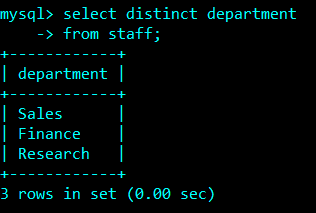 mysql> select distinct department
    -> from staff;
+------------+
| department |
+------------+
| Sales      |
| Finance    |
| Research   |
+------------+
3 rows in set (0.00 sec)